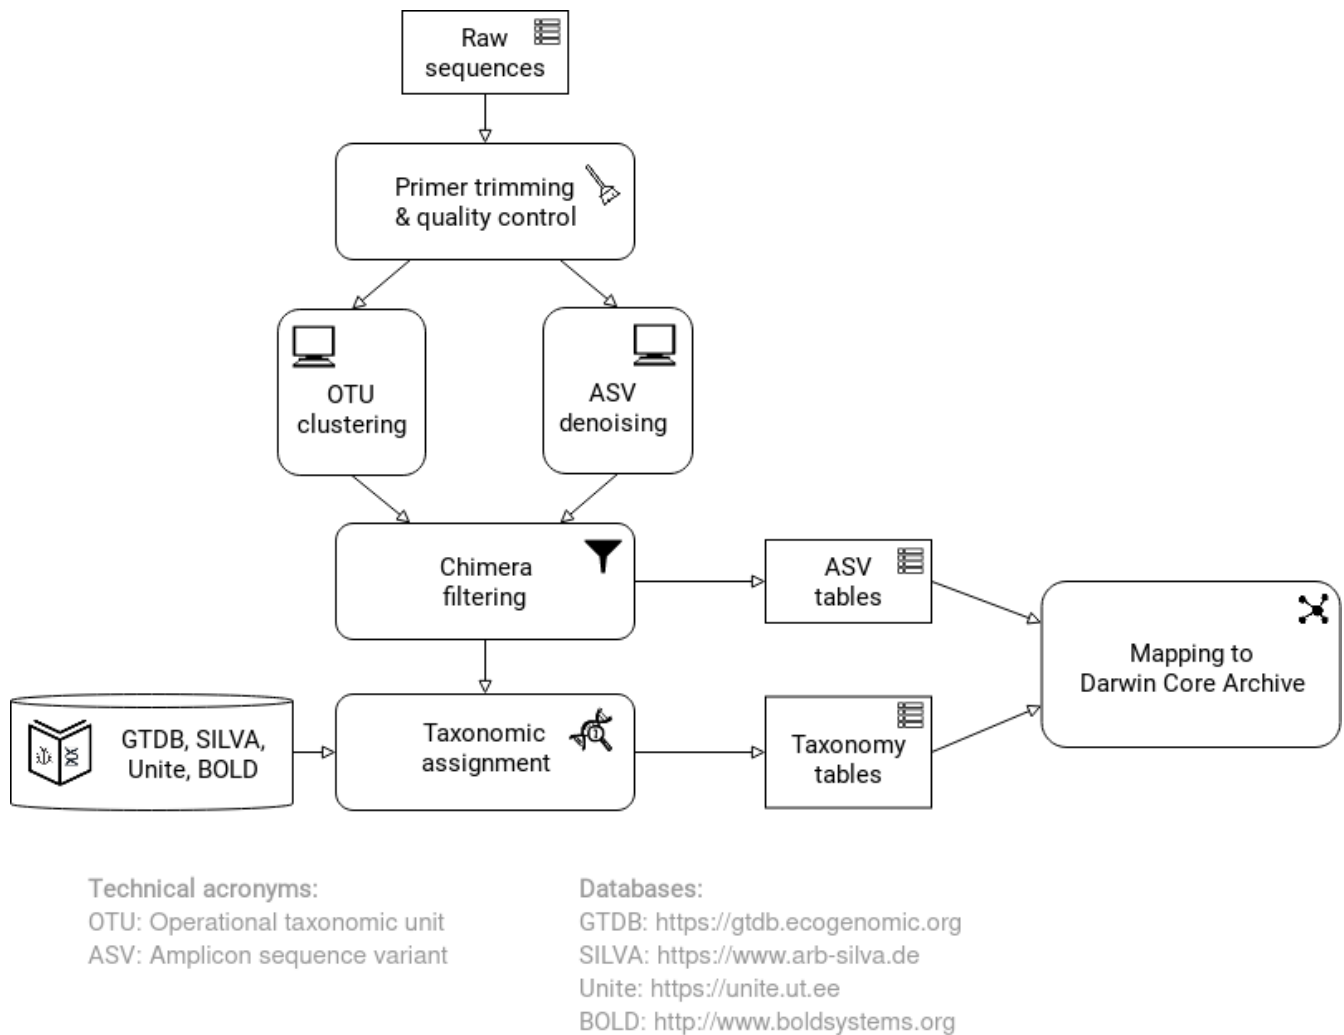 Raw
sequences
Primer trimming
& quality control
OTU
clustering
ASV
denoising
Chimera
filtering
ASV
tables
Mapping to
Darwin Core Archive
GTDB, SILVA,
Unite, BOLD
Taxonomic
assignment
Taxonomy
tables
Technical acronyms:
OTU: Operational taxonomic unit
ASV: Amplicon sequence variant
Databases:
GTDB: https://gtdb.ecogenomic.org
SILVA: https://www.arb-silva.de
Unite: https://unite.ut.ee
BOLD: http://www.boldsystems.org